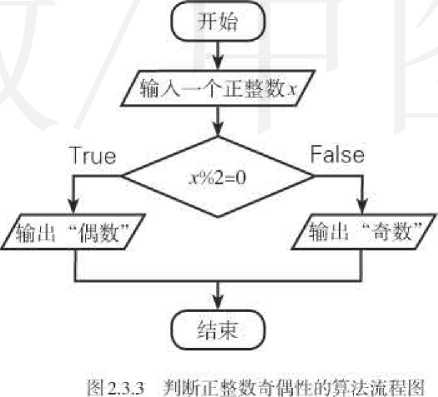 开始
输入一个正整数x
True
False
x%2=0
输出“偶数”
输出“奇数”
结束
图2.3.3 判断正整数奇偶性的算法流程图